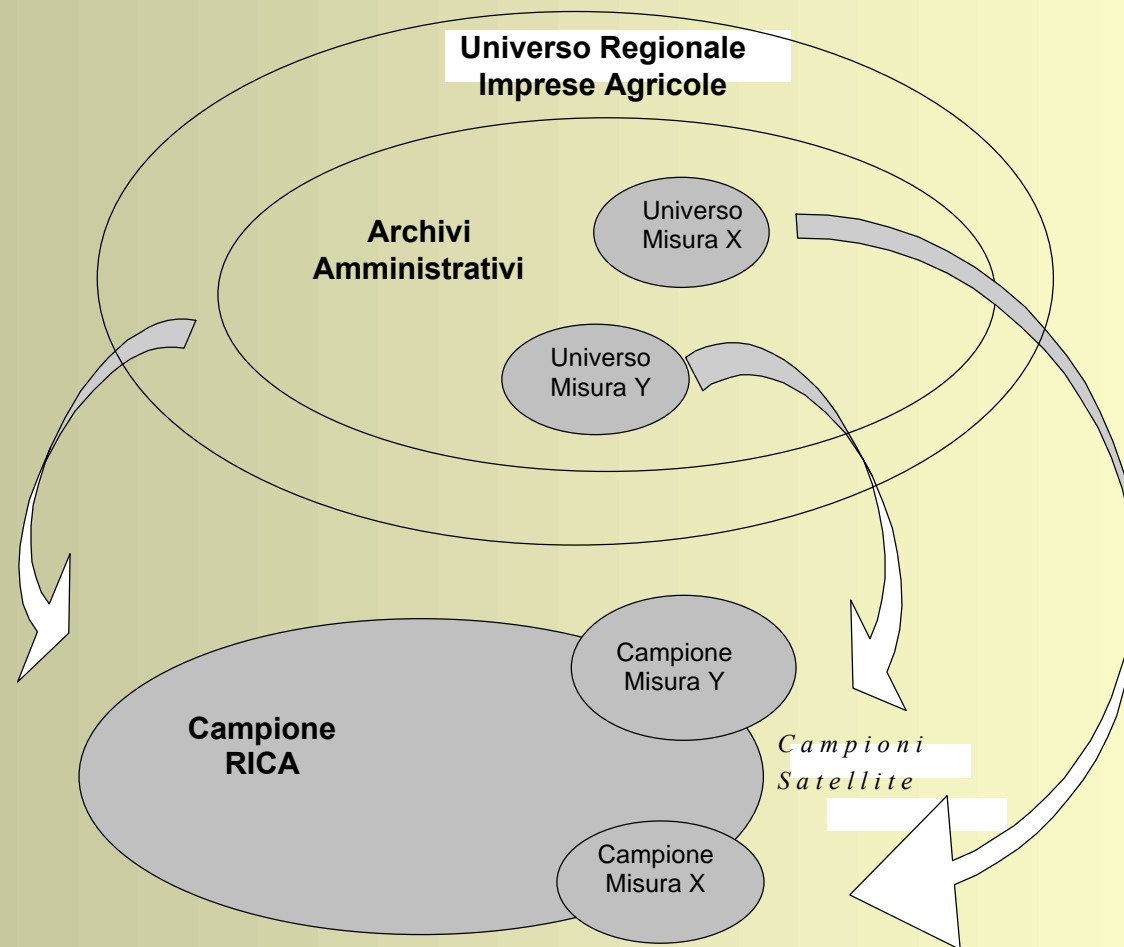 Universo Regionale
Imprese Agricole
Universo
Misura X
Archivi
Amministrativi
Universo
Misura Y
Campione
Misura Y
Campione
RICA
Campioni
Satellite
Campione
Misura X